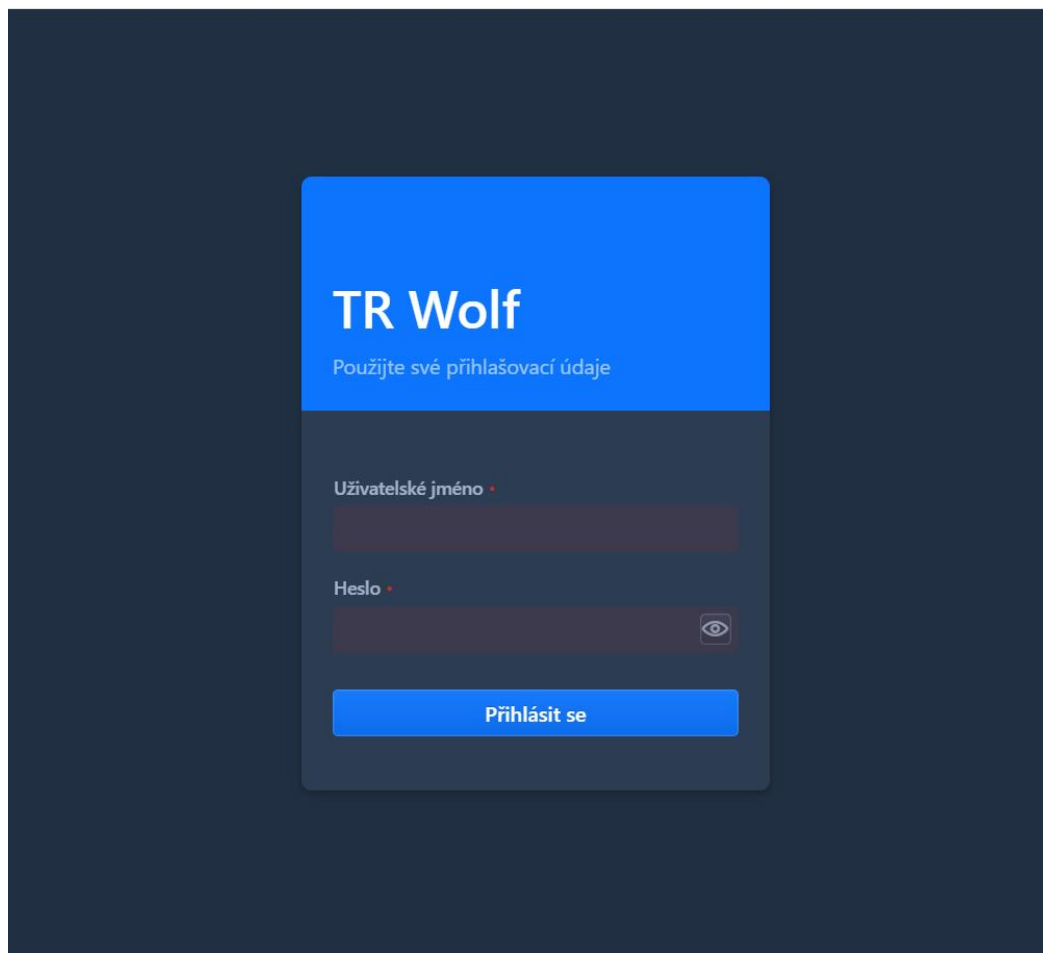 TR Wolf
Použijte své přihlašovací údaje
Uživatelské jméno •
Heslo •
Přihlásit se